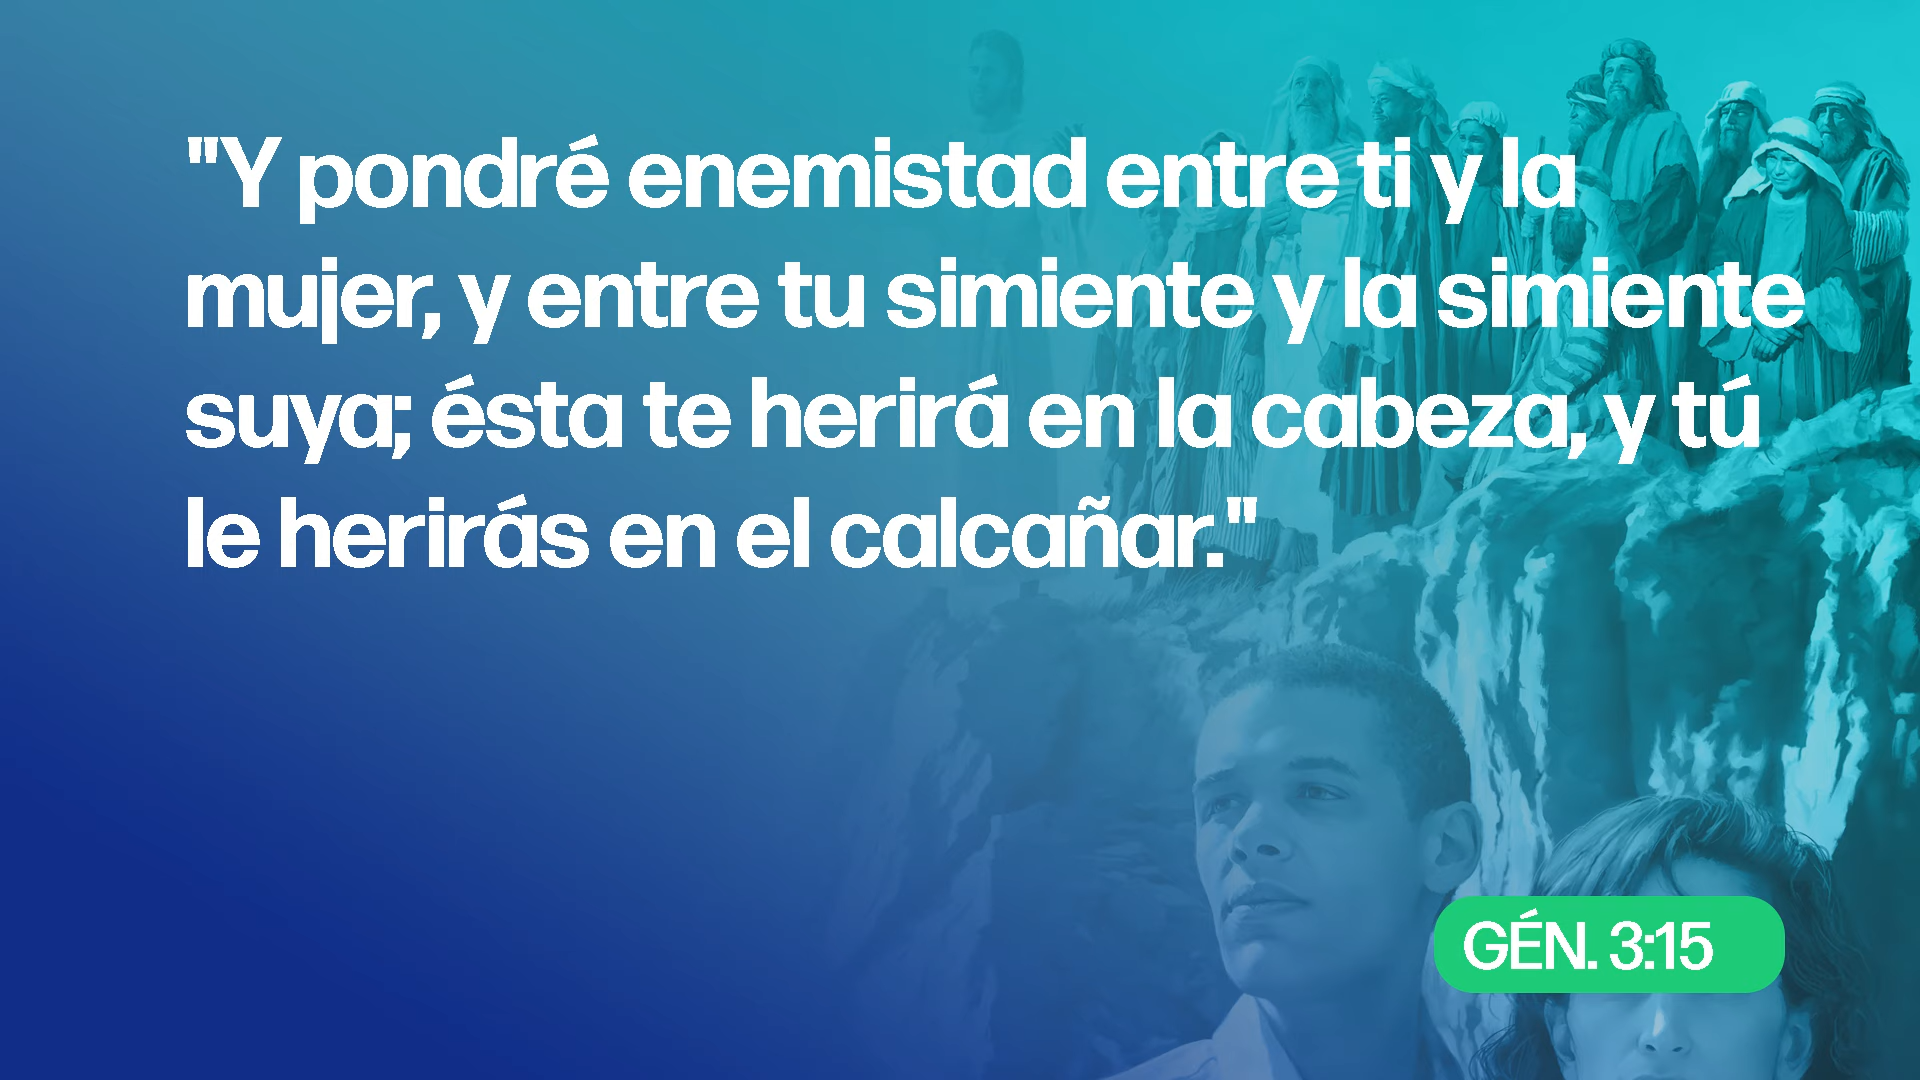 "Y pondré enemistad entre ti y la
mujer, y entre tu simiente y la simiente
suya; ésta te herirá en la cabeza, y tú
le herirás en el calcañar."
GÉN. 3:15